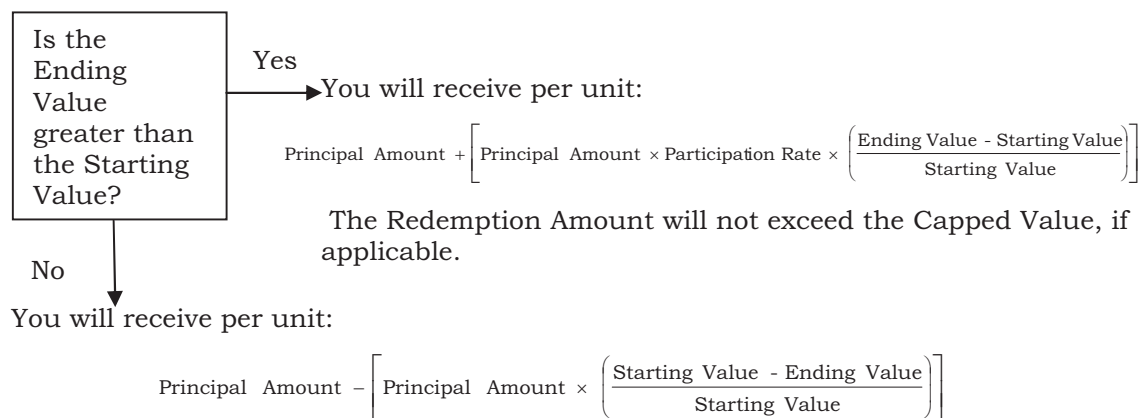 Is the
Ending
Value
greater than
the Starting
Value?
Yes
You will receive per unit:
Principal Amount + [Principal Amount × Participation Rate × (Ending Value - Starting Value / Starting Value)]
The Redemption Amount will not exceed the Capped Value, if
applicable.
No
You will receive per unit:
Principal Amount − [Principal Amount × (Starting Value - Ending Value / Starting Value)]